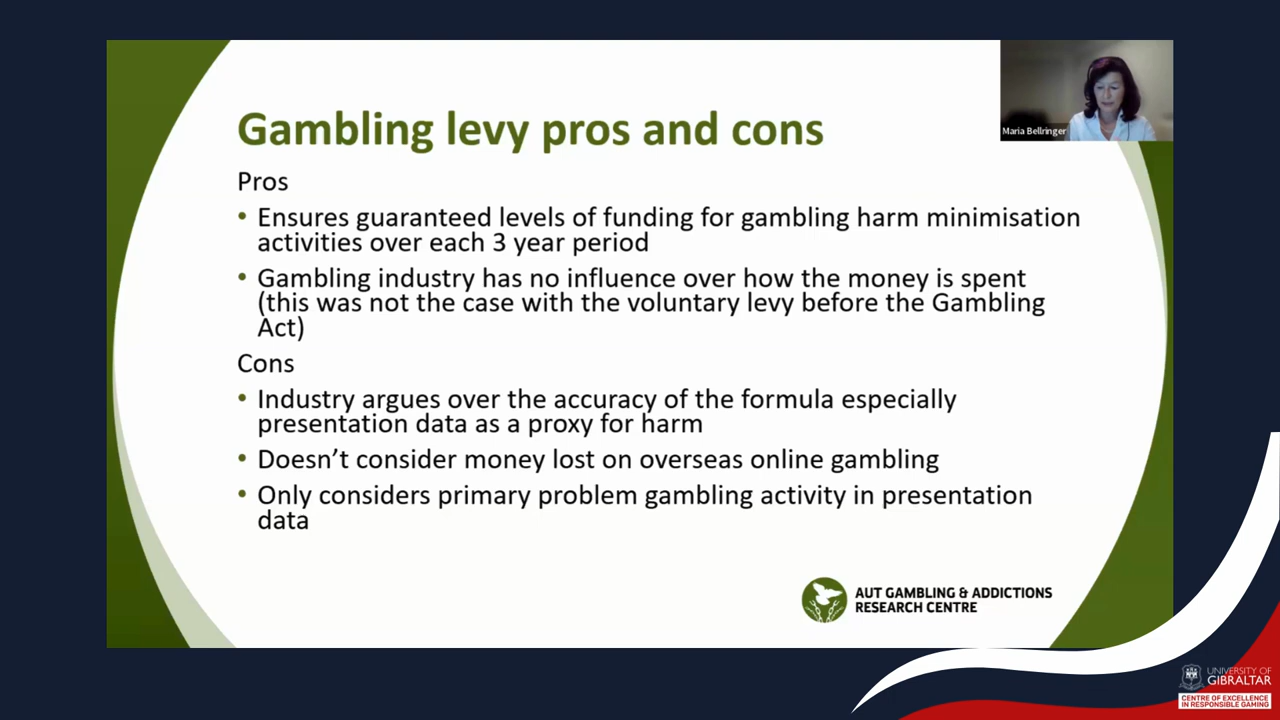 Gambling levy pros and cons
Maria Bellringer
Pros
• Ensures guaranteed levels of funding for gambling harm minimisation
activities over each 3 year period
• Gambling industry has no influence over how the money is spent
(this was not the case with the voluntary levy before the Gambling
Act)
Cons
• Industry argues over the accuracy of the formula especially
presentation data as a proxy for harm
• Doesn’t consider money lost on overseas online gambling
• Only considers primary problem gambling activity in presentation
data
AUT GAMBLING & ADDICTIONS
RESEARCH CENTRE
UNIVERSITY OF
GIBRALTAR
CENTRE OF EXCELLENCE
IN RESPONSIBLE GAMING